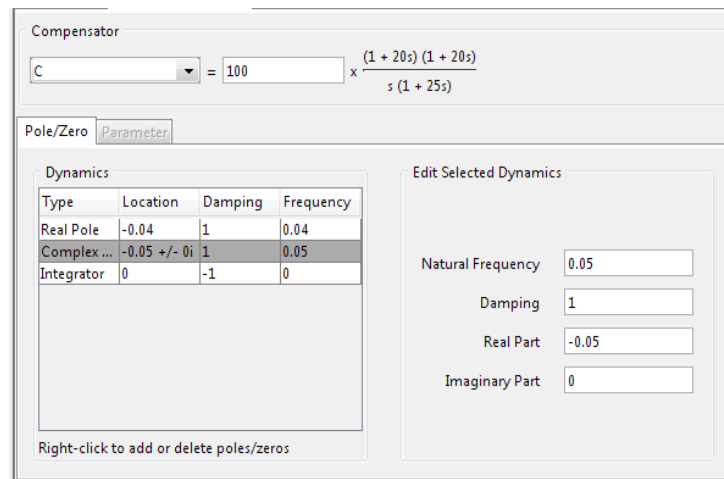 Compensator
C = 100 x (1 + 20s) (1 + 20s)
s (1 + 25s)
Pole/Zero Parameter
Dynamics
Type Location Damping Frequency
Real Pole -0.04 1 0.04
Complex ... -0.05 +/- 0i 1 0.05
Integrator 0 -1 0
Right-click to add or delete poles/zeros
Edit Selected Dynamics
Natural Frequency 0.05
Damping 1
Real Part -0.05
Imaginary Part 0